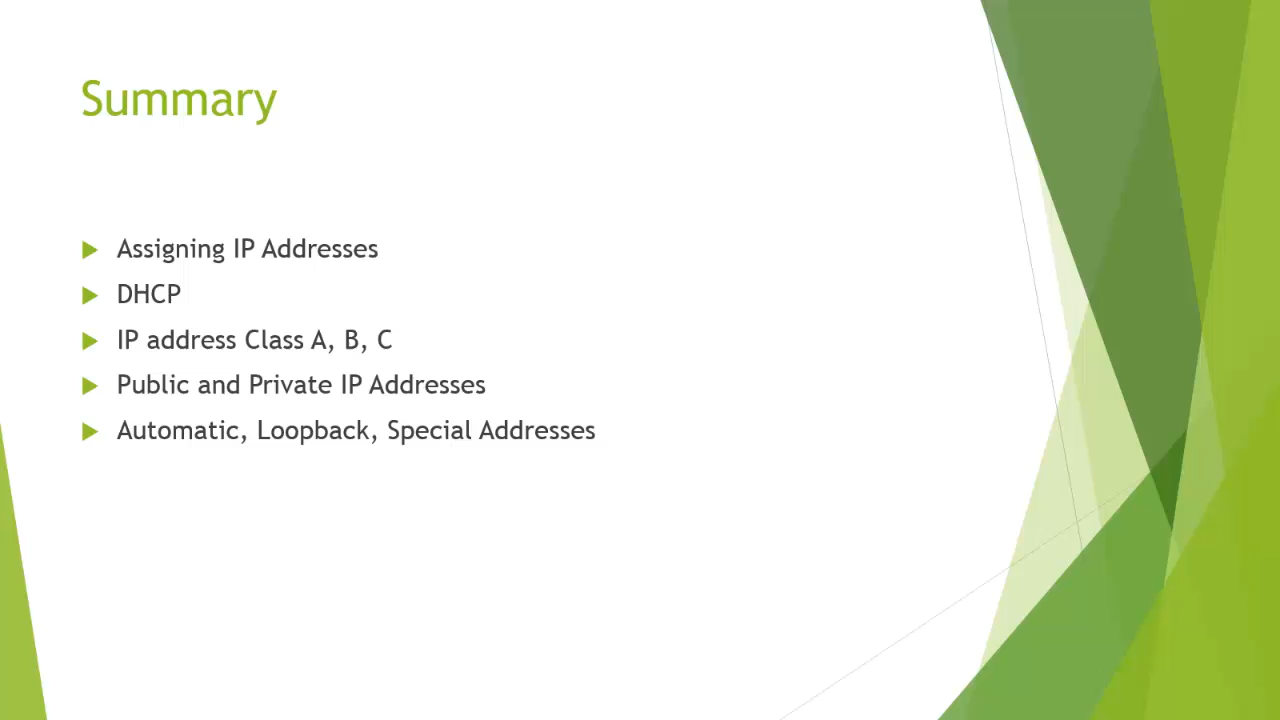 Summary
Assigning IP Addresses
DHCP
IP address Class A, B, C
Public and Private IP Addresses
Automatic, Loopback, Special Addresses